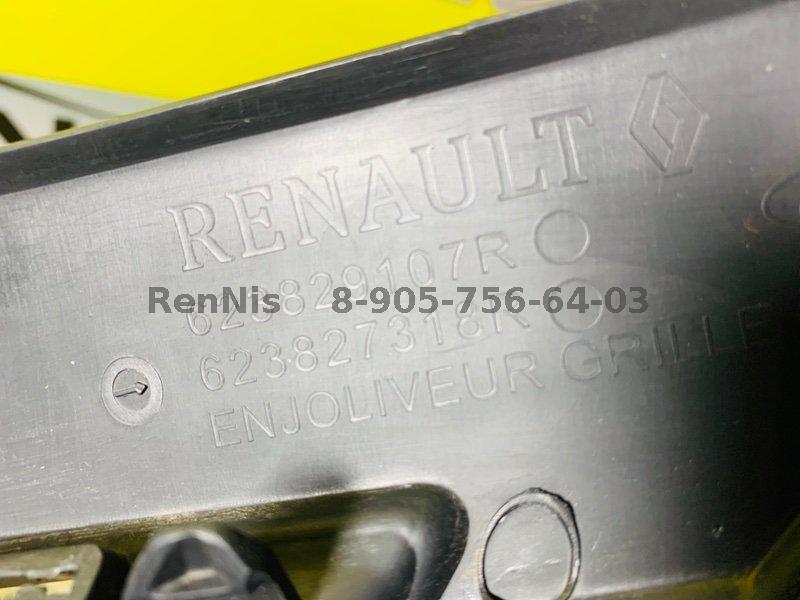 RENAULT
623829107R
RenNis 8-905-756-64-03
623827318R
ENJOLIVEUR GRILLE